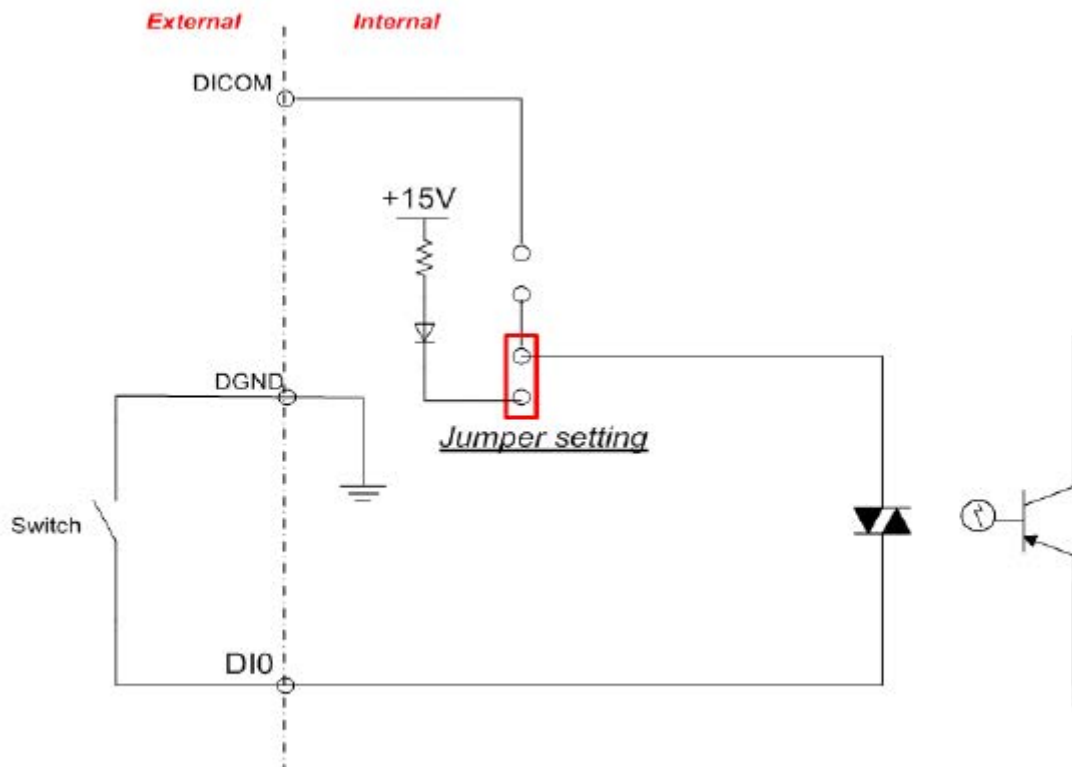 External Internal
DICOM
+15V
DGND
Jumper setting
Switch
DI0